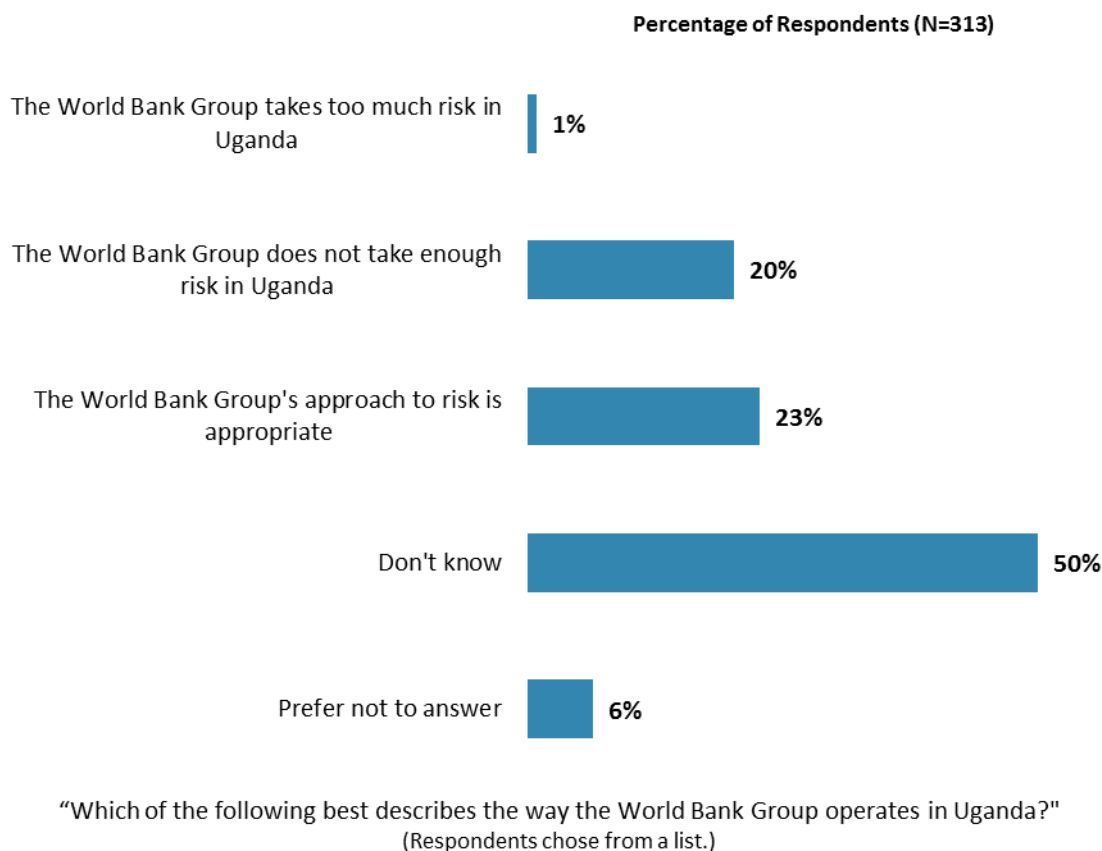 Percentage of Respondents (N=313)
The World Bank Group takes too much risk in
Uganda
1%
The World Bank Group does not take enough
risk in Uganda
20%
The World Bank Group's approach to risk is
appropriate
23%
Don't know
50%
Prefer not to answer
6%
“Which of the following best describes the way the World Bank Group operates in Uganda?"
(Respondents chose from a list.)